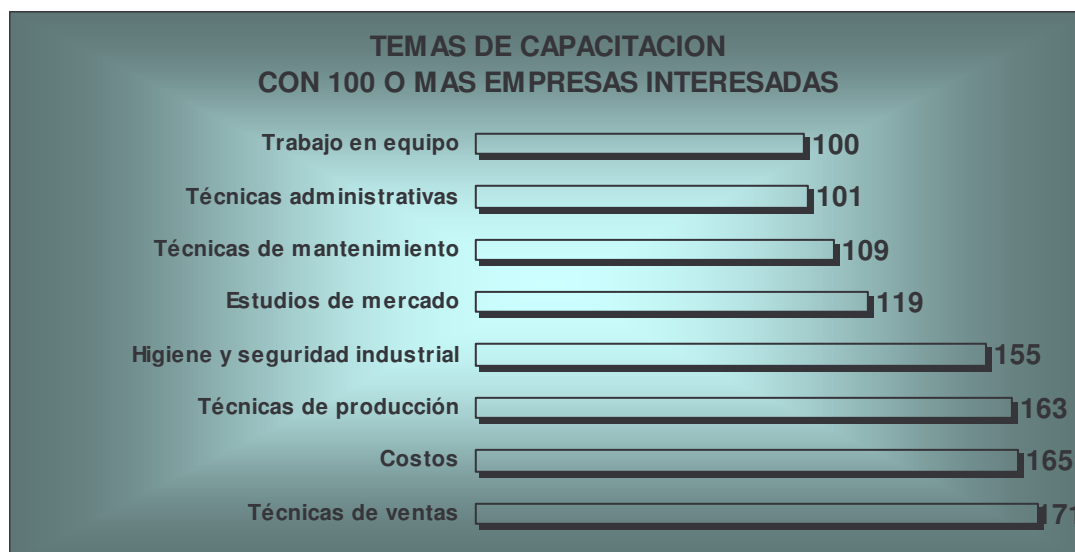 TEMAS DE CAPACITACION
CON 100 O MAS EMPRESAS INTERESADAS
Trabajo en equipo 100
Técnicas administrativas 101
Técnicas de mantenimiento 109
Estudios de mercado 119
Higiene y seguridad industrial 155
Técnicas de producción 163
Costos 165
Técnicas de ventas 171